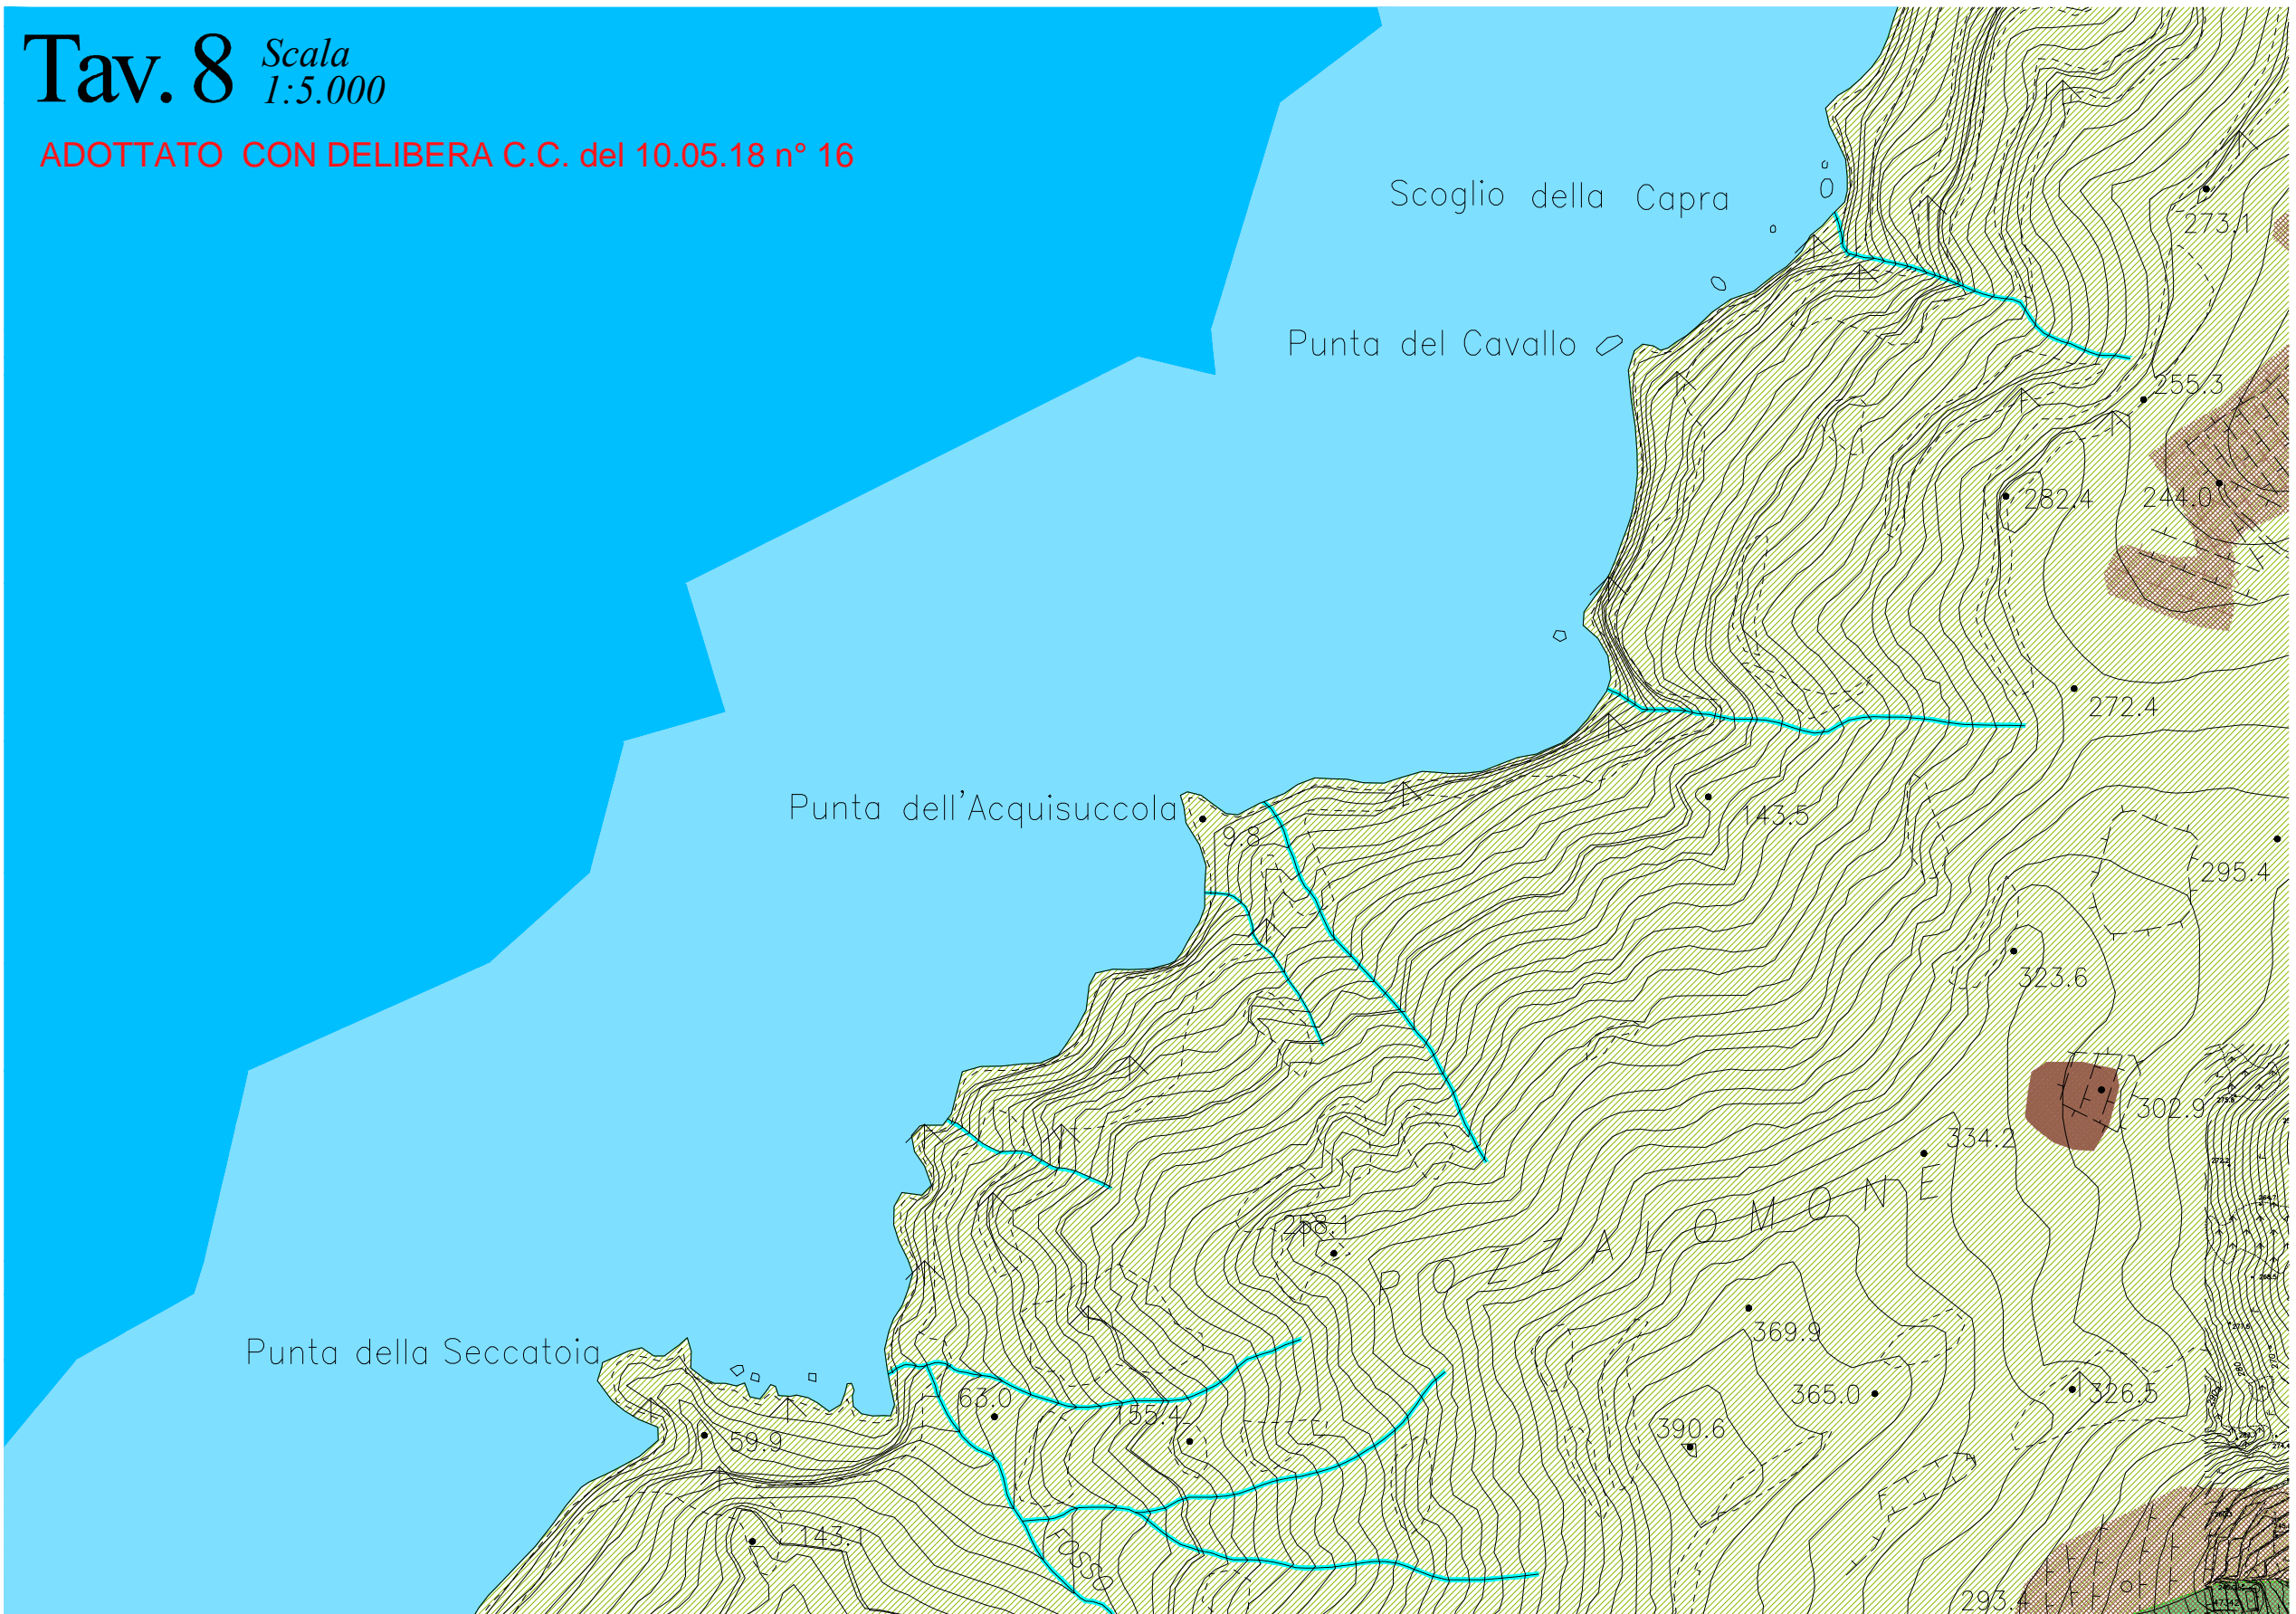 Tav. 8
Scala
1:5.000
ADOTTATO CON DELIBERA C.C. del 10.05.18 n° 16
Scoglio della Capra
273.1
Punta del Cavallo
255.3
282.4
244.0
272.4
Punta dell'Acquisuccola
9.8
143.5
295.4
323.6
302.9
334.2
258.1
POZZALOMONE
369.9
Punta della Seccatoia
63.0
155.4
365.0
326.5
59.9
390.6
143.1
Fosso
293.4